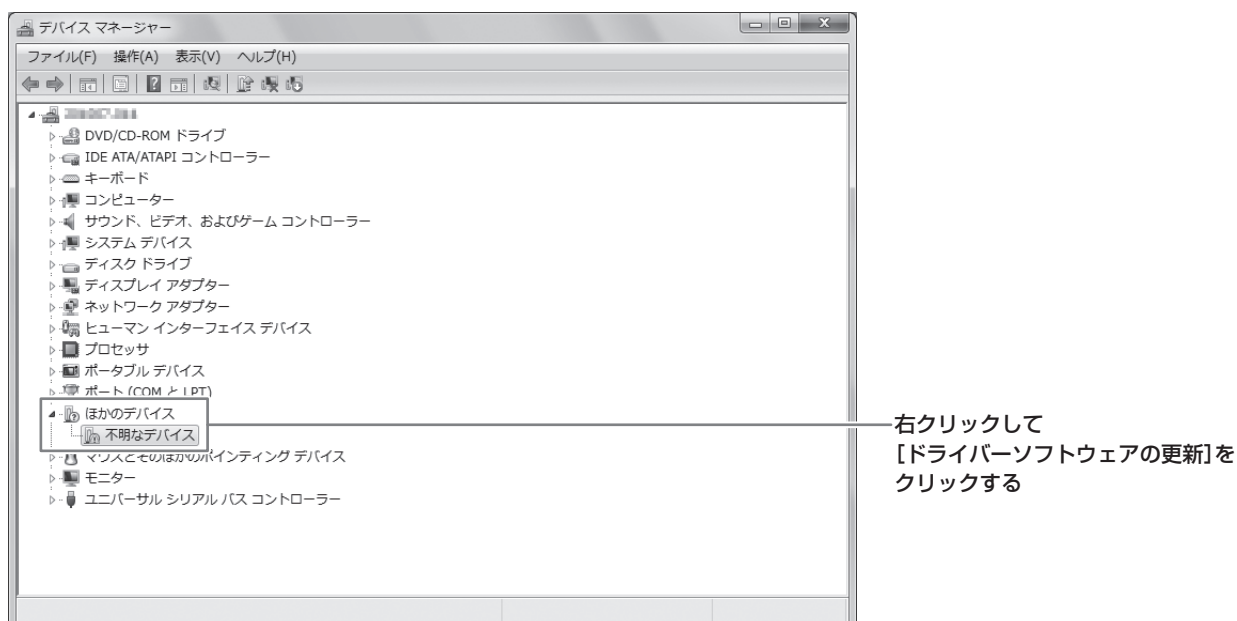 デバイス マネージャー
ファイル(F) 操作(A) 表示(V) ヘルプ(H)
DVD/CD-ROM ドライブ
IDE ATA/ATAPI コントローラー
キーボード
コンピューター
サウンド、ビデオ、およびゲーム コントローラー
システム デバイス
ディスク ドライブ
ディスプレイ アダプター
ネットワーク アダプター
ヒューマン インターフェイス デバイス
プロセッサ
ポータブル デバイス
ポート (COM と LPT)
ほかのデバイス
不明なデバイス
マウスとそのほかのポインティング デバイス
モニター
ユニバーサル シリアル バス コントローラー
右クリックして
[ドライバーソフトウェアの更新]を
クリックする